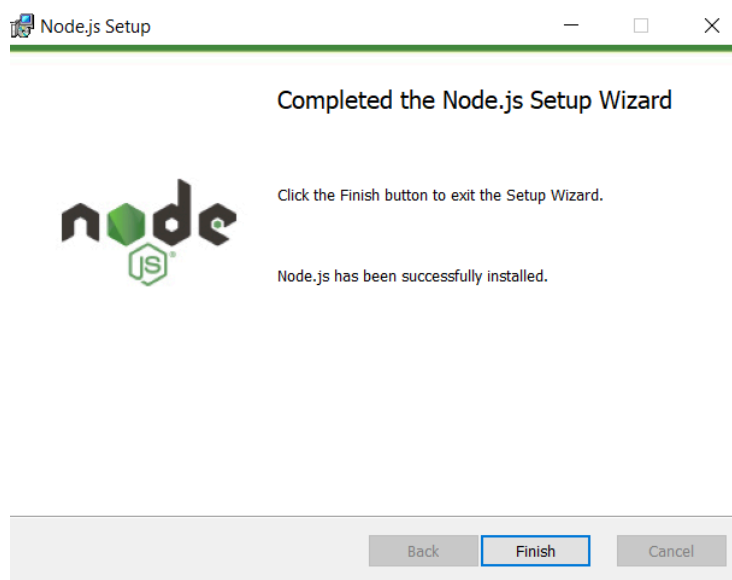 Node.js Setup
Completed the Node.js Setup Wizard
Click the Finish button to exit the Setup Wizard.
node
JS®
Node.js has been successfully installed.
Back Finish Cancel